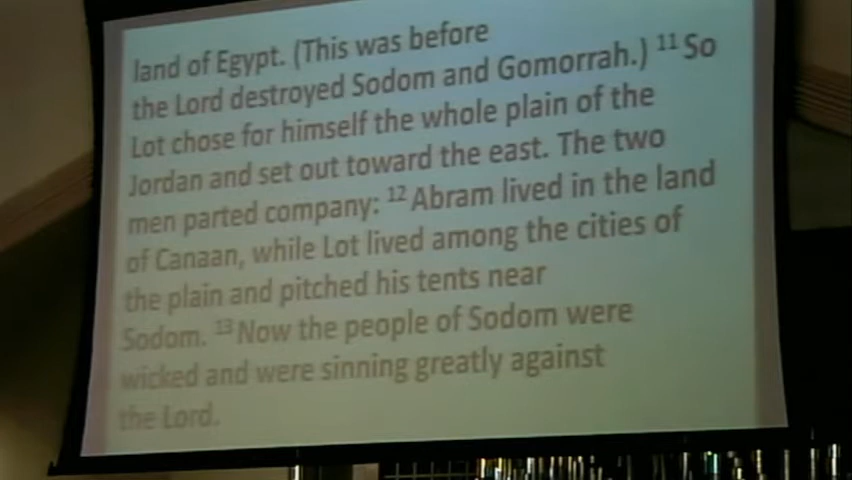 land of Egypt. (This was before
the Lord destroyed Sodom and Gomorrah.) 11 So
Lot chose for himself the whole plain of the
Jordan and set out toward the east. The two
men parted company: 12 Abram lived in the land
of Canaan, while Lot lived among the cities of
the plain and pitched his tents near
Sodom. 13 Now the people of Sodom were
wicked and were sinning greatly against
the Lord.